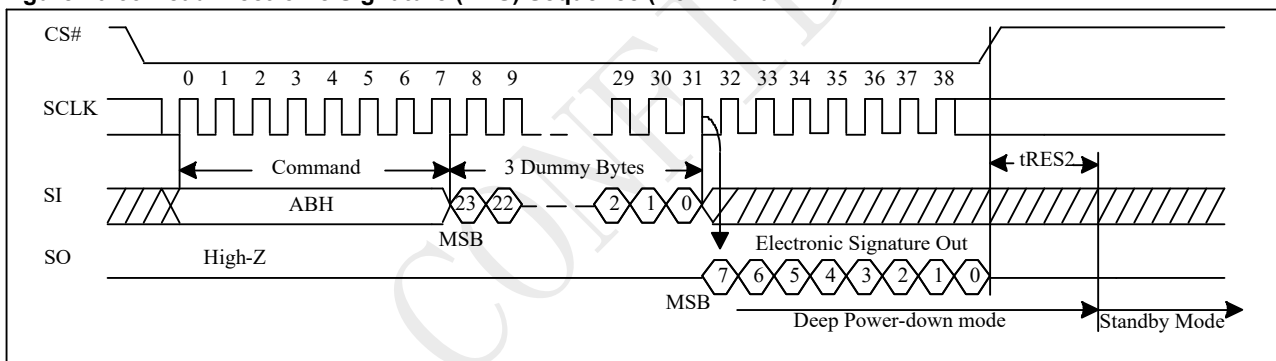 CS#
0 1 2 3 4 5 6 7 8 9 29 30 31 32 33 34 35 36 37 38
SCLK
Command 3 Dummy Bytes tRES2
SI ABH 23 22 2 1 0
MSB
SO High-Z Electronic Signature Out
7 6 5 4 3 2 1 0
MSB
Deep Power-down mode Standby Mode